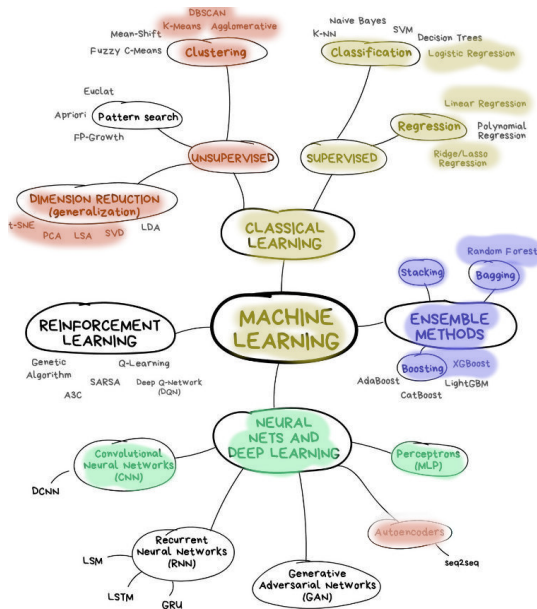 DBSCAN
K-Means Agglomerative
Mean-Shift
Fuzzy C-Means
Clustering
Naive Bayes
K-NN
SVM
Decision Trees
Classification
Logistic Regression
Euclat
Apriori
Pattern search
FP-Growth
Linear Regression
Regression
Polynomial
Regression
Ridge/Lasso
Regression
UNSUPERVISED
SUPERVISED
DIMENSION REDUCTION
(generalization)
t-SNE
PCA
LSA
SVD
LDA
CLASSICAL
LEARNING
Random Forest
Stacking
Bagging
REINFORCEMENT
LEARNING
MACHINE
LEARNING
ENSEMBLE
METHODS
Genetic
Algorithm
Q-Learning
SARSA
Deep Q-Network
(DQN)
A3C
Boosting
XGBoost
AdaBoost
LightGBM
CatBoost
NEURAL
NETS AND
DEEP LEARNING
Convolutional
Neural Networks
(CNN)
DCNN
Perceptrons
(MLP)
Autoencoders
seq2seq
Recurrent
Neural Networks
(RNN)
LSM
LSTM
GRU
Generative
Adversarial Networks
(GAN)